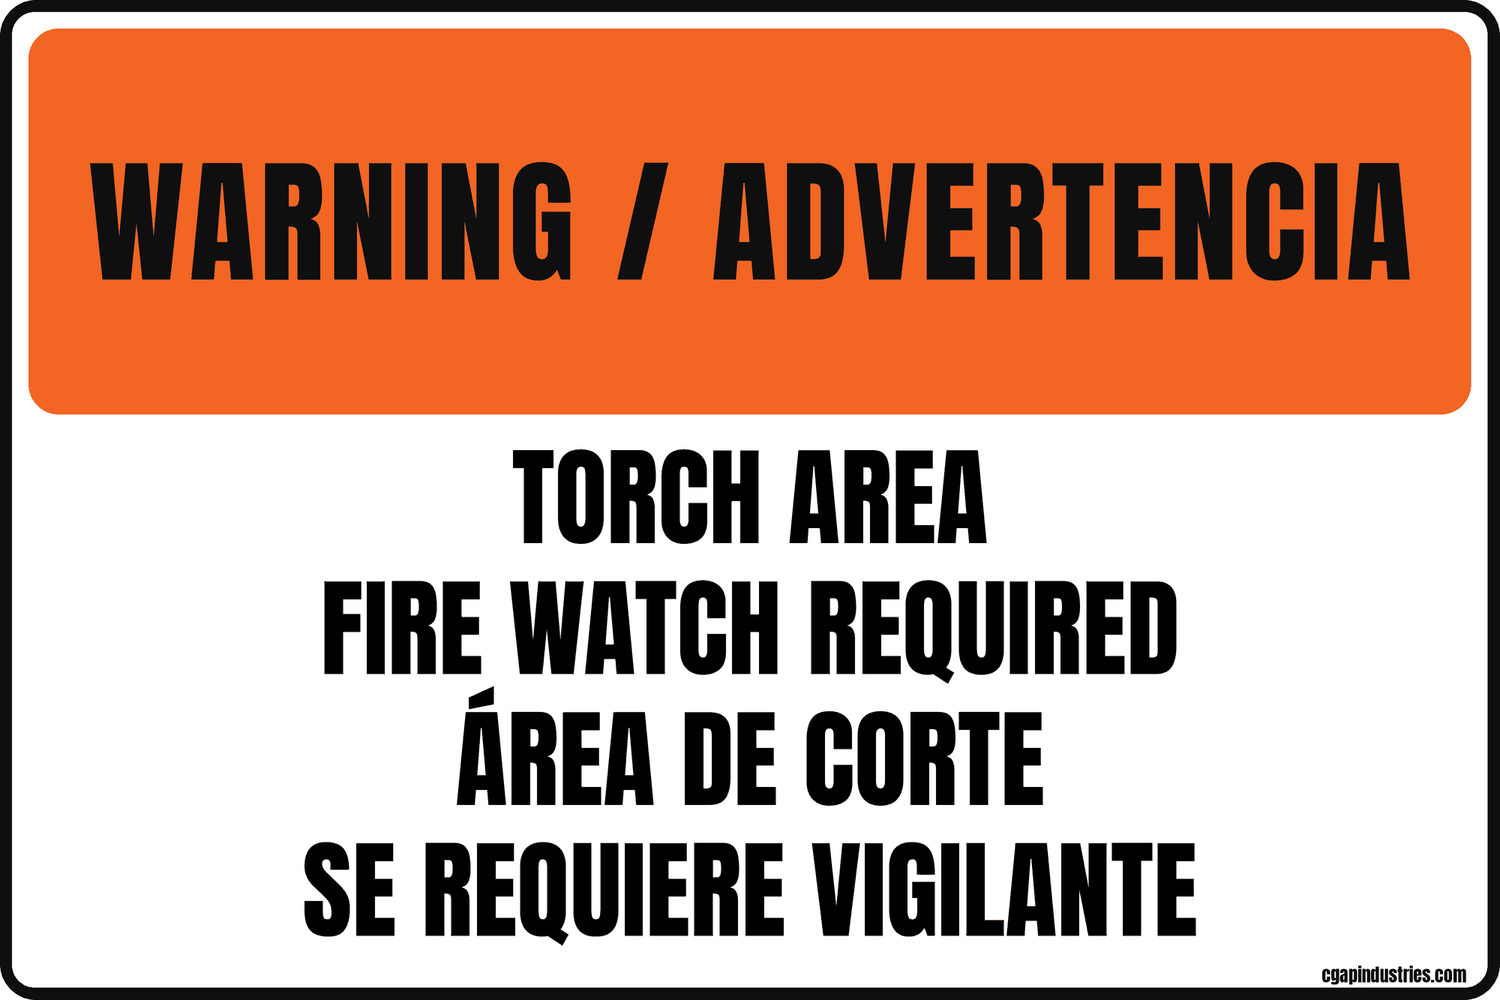 WARNING / ADVERTENCIA
TORCH AREA
FIRE WATCH REQUIRED
ÁREA DE CORTE
SE REQUIERE VIGILANTE
cgapindustries.com